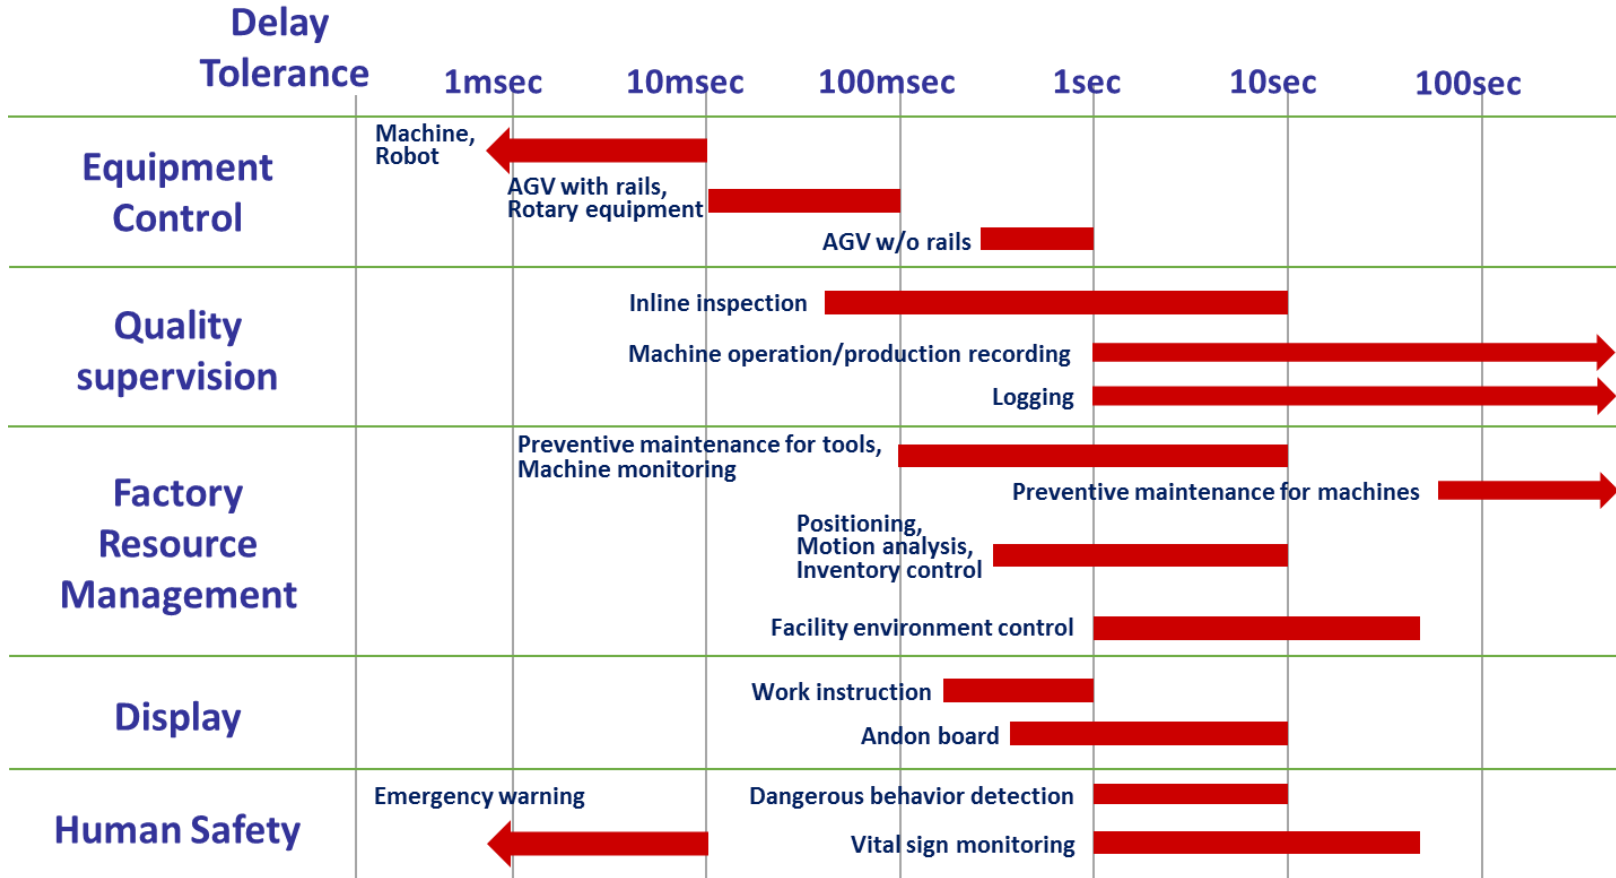 Delay
Tolerance
1msec
10msec
100msec
1sec
10sec
100sec
Equipment
Control
Machine,
Robot
AGV with rails,
Rotary equipment
AGV w/o rails
Quality
supervision
Inline inspection
Machine operation/production recording
Logging
Factory
Resource
Management
Preventive maintenance for tools,
Machine monitoring
Preventive maintenance for machines
Positioning,
Motion analysis,
Inventory control
Facility environment control
Display
Work instruction
Andon board
Human Safety
Emergency warning
Dangerous behavior detection
Vital sign monitoring